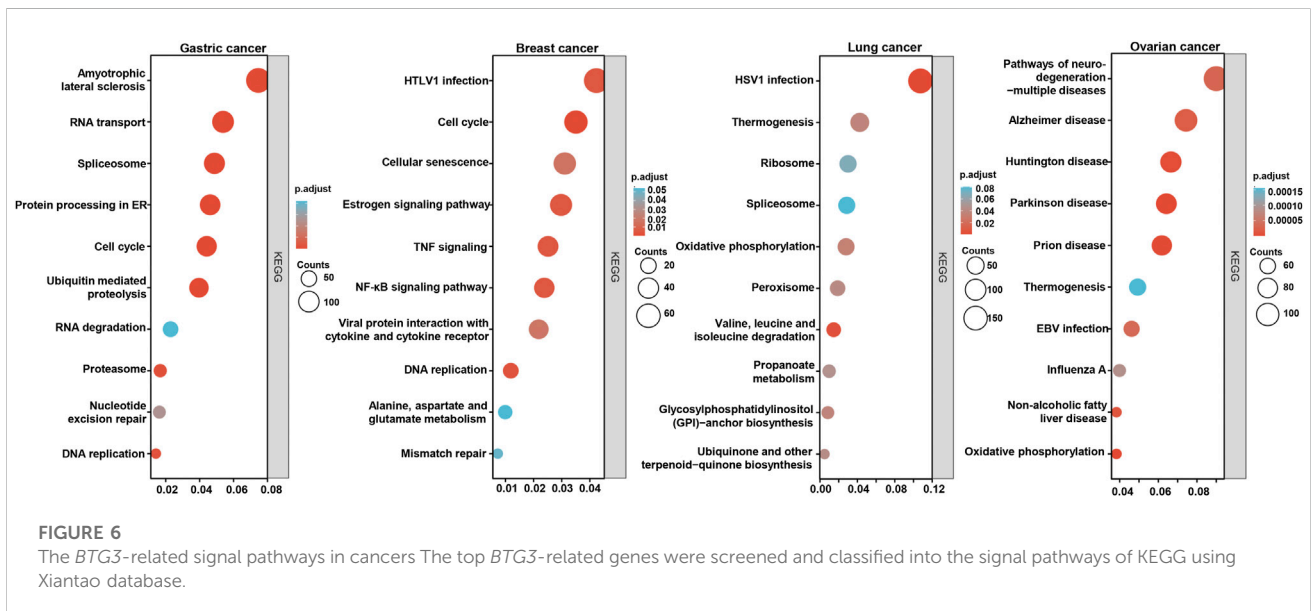 Gastric cancer
Amyotrophic
lateral sclerosis
RNA transport
Spliceosome
Protein processing in ER
Cell cycle
Ubiquitin mediated
proteolysis
RNA degradation
Proteasome
Nucleotide
excision repair
DNA replication
0.02 0.04 0.06 0.08
KEGG
p.adjust
Counts
50
100
Breast cancer
HTLV1 infection
Cell cycle
Cellular senescence
Estrogen signaling pathway
TNF signaling
NF-κB signaling pathway
Viral protein interaction with
cytokine and cytokine receptor
DNA replication
Alanine, aspartate and
glutamate metabolism
Mismatch repair
0.01 0.02 0.03 0.04
KEGG
p.adjust
0.05
0.04
0.03
0.02
0.01
Counts
20
40
60
Lung cancer
HSV1 infection
Thermogenesis
Ribosome
Spliceosome
Oxidative phosphorylation
Peroxisome
Valine, leucine and
isoleucine degradation
Propanoate
metabolism
Glycosylphosphatidylinositol
(GPI)−anchor biosynthesis
Ubiquinone and other
terpenoid−quinone biosynthesis
0.00 0.04 0.08 0.12
KEGG
p.adjust
0.08
0.06
0.04
0.02
Counts
50
100
150
Ovarian cancer
Pathways of neuro-
degeneration
−multiple diseases
Alzheimer disease
Huntington disease
Parkinson disease
Prion disease
Thermogenesis
EBV infection
Influenza A
Non-alcoholic fatty
liver disease
Oxidative phosphorylation
0.04 0.06 0.08
KEGG
p.adjust
0.00015
0.00010
0.00005
Counts
60
80
100
FIGURE 6
The BTG3-related signal pathways in cancers The top BTG3-related genes were screened and classified into the signal pathways of KEGG using
Xiantao database.